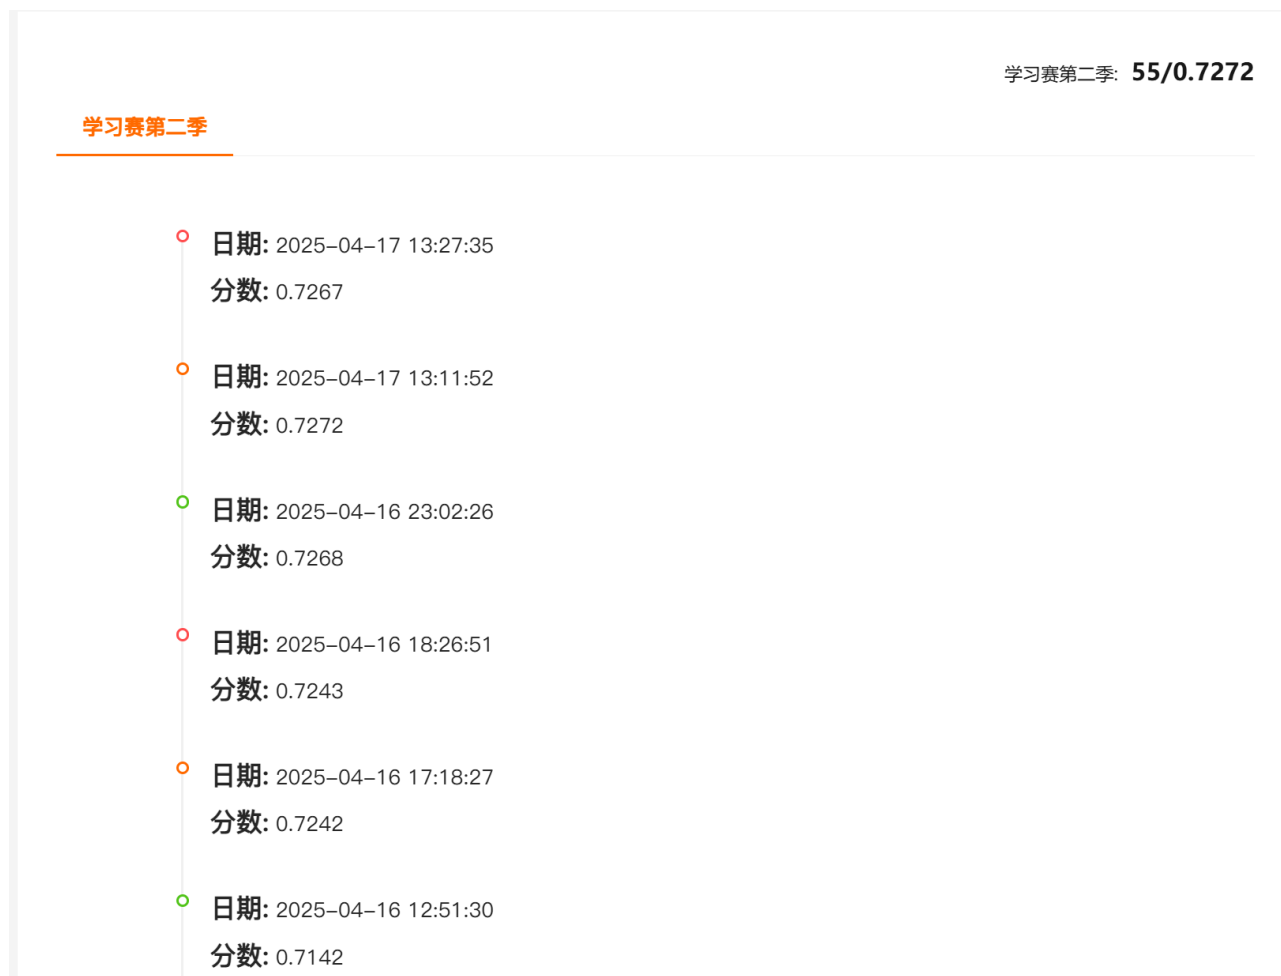 学习赛第二季: 55/0.7272
学习赛第二季
日期: 2025-04-17 13:27:35
分数: 0.7267
日期: 2025-04-17 13:11:52
分数: 0.7272
日期: 2025-04-16 23:02:26
分数: 0.7268
日期: 2025-04-16 18:26:51
分数: 0.7243
日期: 2025-04-16 17:18:27
分数: 0.7242
日期: 2025-04-16 12:51:30
分数: 0.7142